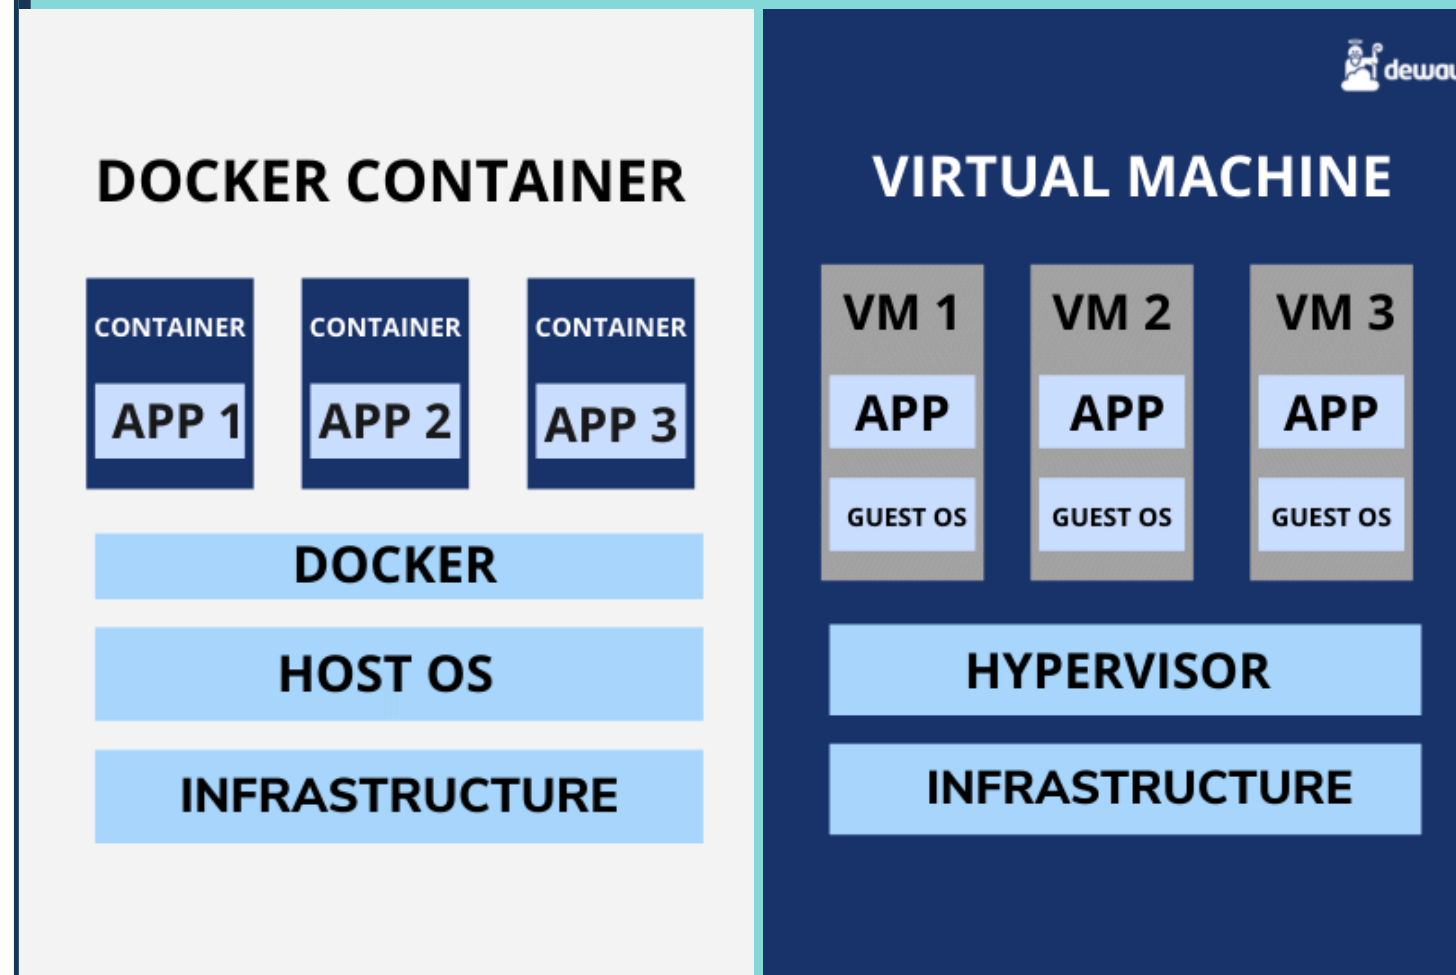 DOCKER CONTAINER
CONTAINER
APP 1
CONTAINER
APP 2
CONTAINER
APP 3
DOCKER
HOST OS
INFRASTRUCTURE
VIRTUAL MACHINE
VM 1
APP
GUEST OS
VM 2
APP
GUEST OS
VM 3
APP
GUEST OS
HYPERVISOR
INFRASTRUCTURE